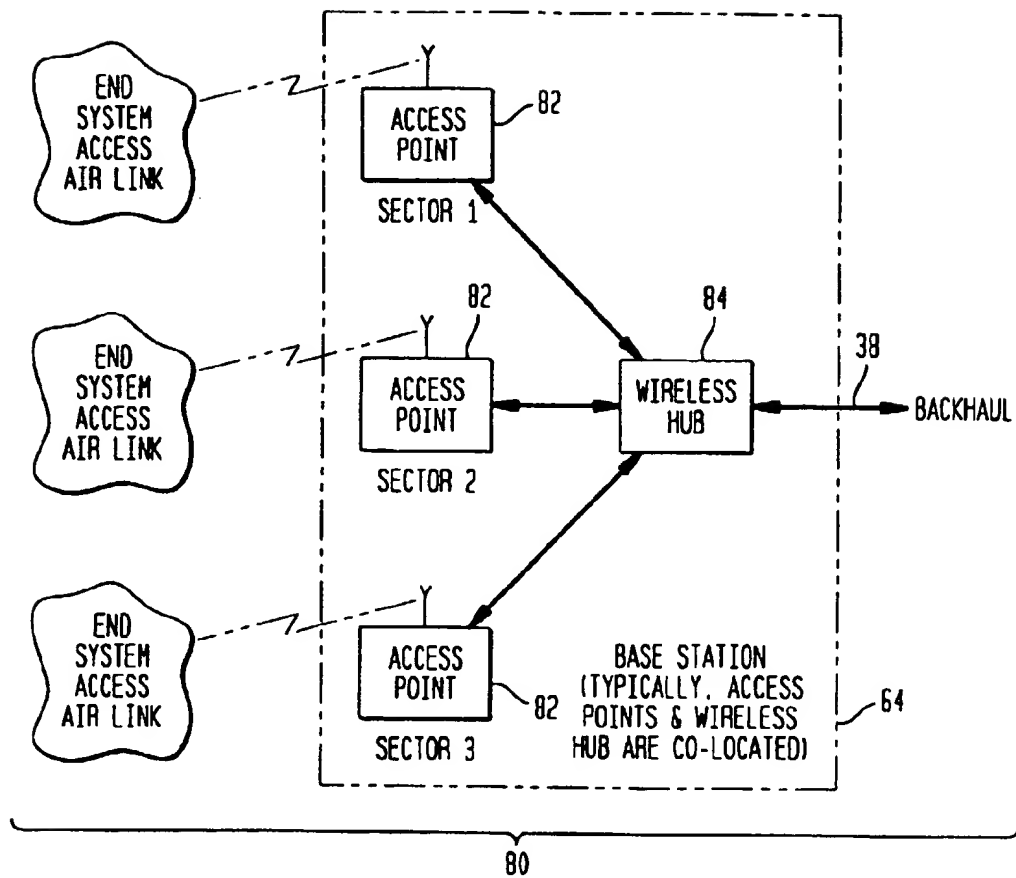 END
SYSTEM
ACCESS
AIR LINK
ACCESS
POINT
82
SECTOR 1
END
SYSTEM
ACCESS
AIR LINK
ACCESS
POINT
82
SECTOR 2
WIRELESS
HUB
84
38
BACKHAUL
END
SYSTEM
ACCESS
AIR LINK
ACCESS
POINT
82
SECTOR 3
BASE STATION
(TYPICALLY, ACCESS
POINTS & WIRELESS
HUB ARE CO-LOCATED)
64
80